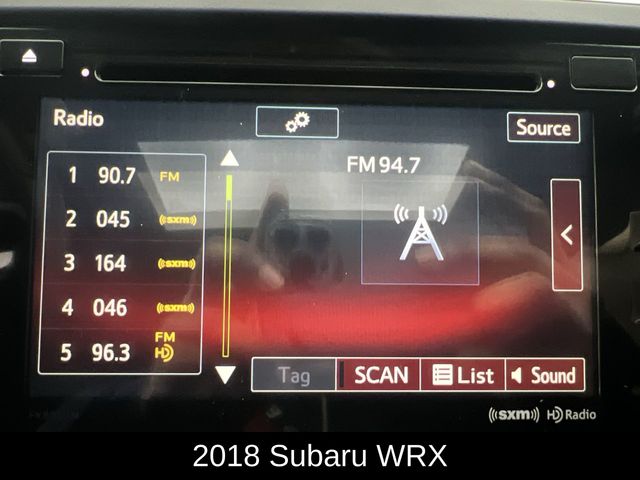 Radio
Source
FM 94.7
1 90.7 FM
2 045 ((sxm))
3 164 ((sxm))
4 046 ((sxm))
5 96.3 FM HD
Tag SCAN List Sound
((sxm)) HD Radio
2018 Subaru WRX